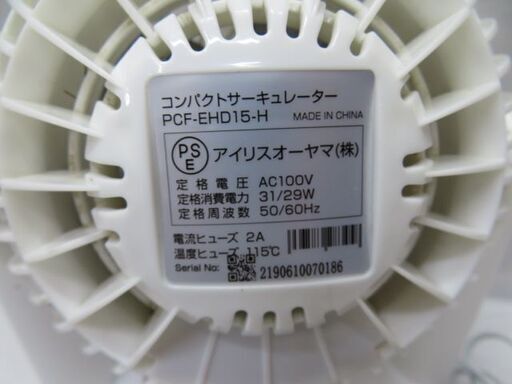 コンパクトサーキュレーター
PCF-EHD15-H MADE IN CHINA
PSE アイリスオーヤマ(株)
定格電圧 AC100V
定格消費電力 31/29W
定格周波数 50/60Hz
電流ヒューズ 2A
温度ヒューズ 115℃
Serial No:
2190610070186